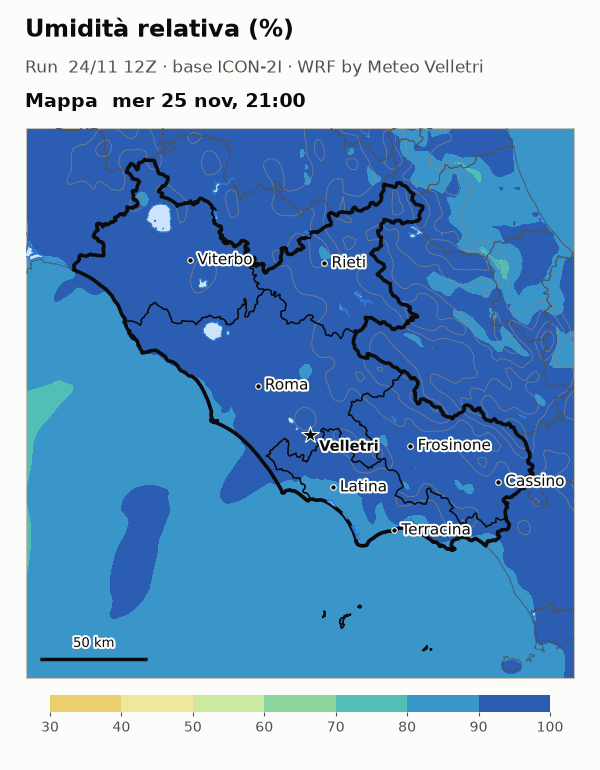 Umidità relativa (%)
Run  24/11 12Z · base ICON-2I · WRF by Meteo Velletri
Mappa  mer 25 nov, 21:00
Viterbo
Rieti
Roma
Velletri
Frosinone
Latina
Cassino
Terracina
50 km
30 40 50 60 70 80 90 100